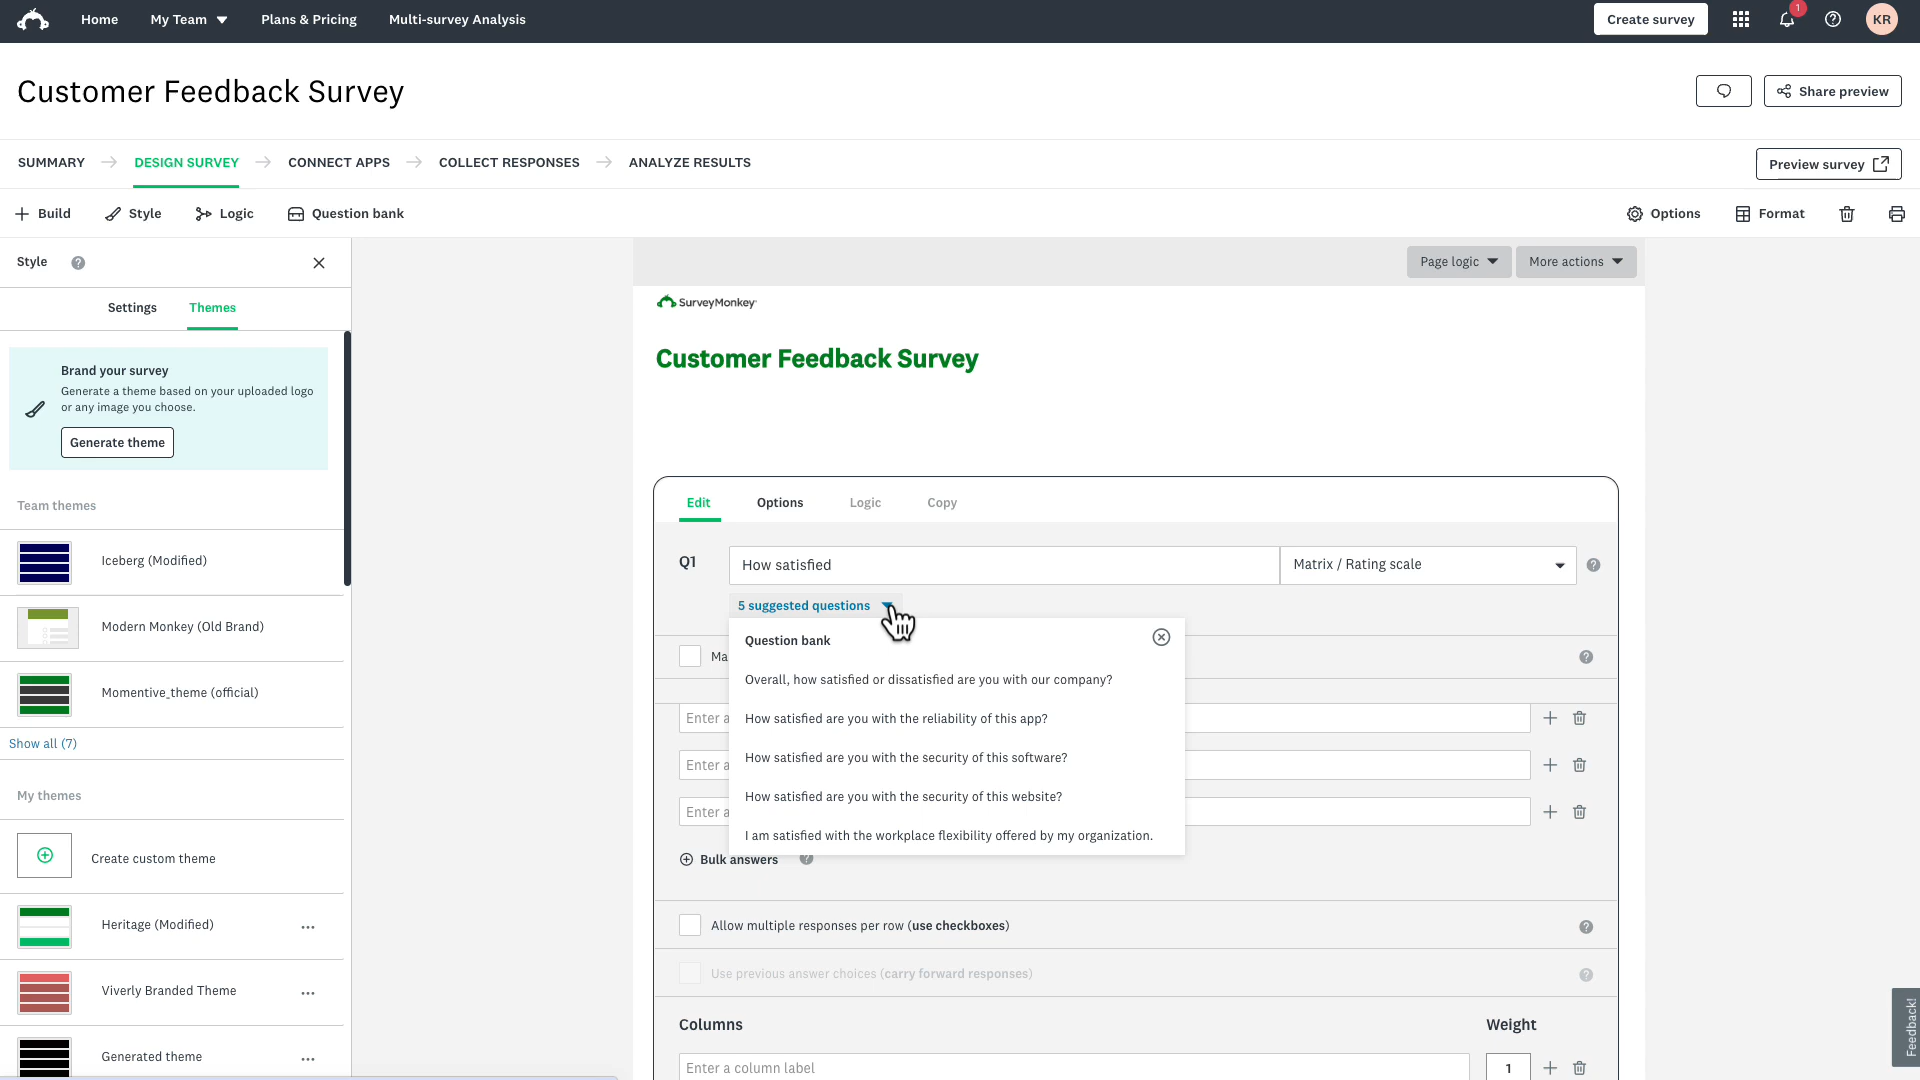 Home
My Team
Plans & Pricing
Multi-survey Analysis
Create survey
1
KR
Customer Feedback Survey
Share preview
SUMMARY
DESIGN SURVEY
CONNECT APPS
COLLECT RESPONSES
ANALYZE RESULTS
Preview survey
Build
Style
Logic
Question bank
Options
Format
Style
Settings
Themes
Brand your survey
Generate a theme based on your uploaded logo
or any image you choose.
Generate theme
Team themes
Iceberg (Modified)
Modern Monkey (Old Brand)
Momentive_theme (official)
Show all (7)
My themes
Create custom theme
Heritage (Modified)
Viverly Branded Theme
Generated theme
Page logic
More actions
SurveyMonkey
Customer Feedback Survey
Edit
Options
Logic
Copy
Q1
How satisfied
Matrix / Rating scale
5 suggested questions
Question bank
Overall, how satisfied or dissatisfied are you with our company?
How satisfied are you with the reliability of this app?
How satisfied are you with the security of this software?
How satisfied are you with the security of this website?
I am satisfied with the workplace flexibility offered by my organization.
Ma
Enter a
Enter a
Enter a
Bulk answers
Allow multiple responses per row (use checkboxes)
Use previous answer choices (carry forward responses)
Columns
Weight
Enter a column label
1
Feedback!